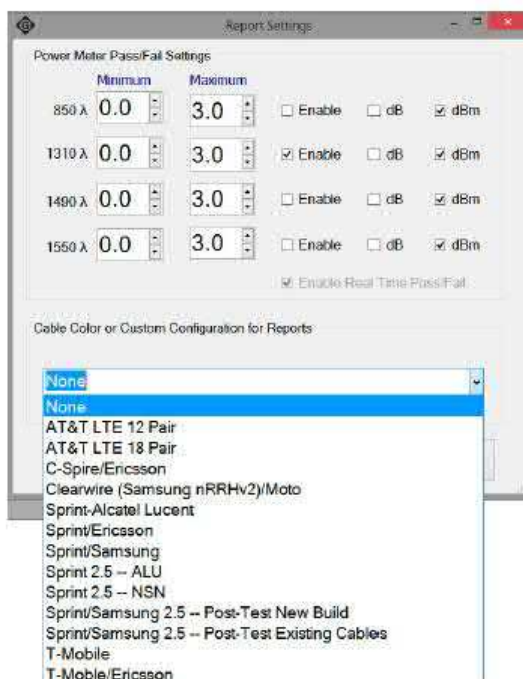 Report Settings
Power Meter Pass/Fail Settings
Minimum Maximum
850 λ 0.0 3.0 Enable dB dBm
1310 λ 0.0 3.0 Enable dB dBm
1490 λ 0.0 3.0 Enable dB dBm
1550 λ 0.0 3.0 Enable dB dBm
Enable Real Time Pass/Fail
Cable Color or Custom Configuration for Reports
None
None
AT&T LTE 12 Pair
AT&T LTE 18 Pair
C-Spire/Ericsson
Clearwire (Samsung nRRHv2)/Moto
Sprint-Alcatel Lucent
Sprint/Ericsson
Sprint/Samsung
Sprint 2.5 -- ALU
Sprint 2.5 -- NSN
Sprint/Samsung 2.5 -- Post-Test New Build
Sprint/Samsung 2.5 -- Post-Test Existing Cables
T-Mobile
T-Moble/Ericsson